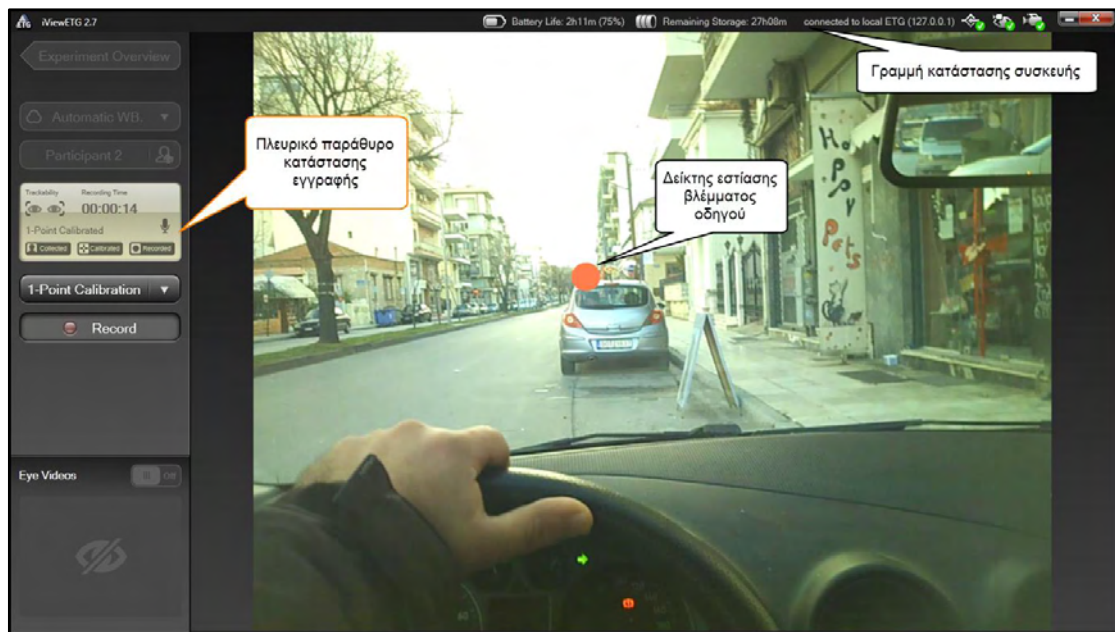 ETG iViewETG 2.7
Battery Life: 2h11m (75%) Remaining Storage: 27h08m connected to local ETG (127.0.0.1)
Experiment Overview
Γραμμή κατάστασης συσκευής
Automatic WB.
Participant 2
Πλευρικό παράθυρο
κατάστασης
εγγραφής
Trackability Recording Time
00:00:14
1-Point Calibrated
Collected Calibrated Recorded
Δείκτης εστίασης
βλέμματος
οδηγού
Happy
Pets
1-Point Calibration
Record
Eye Videos Off